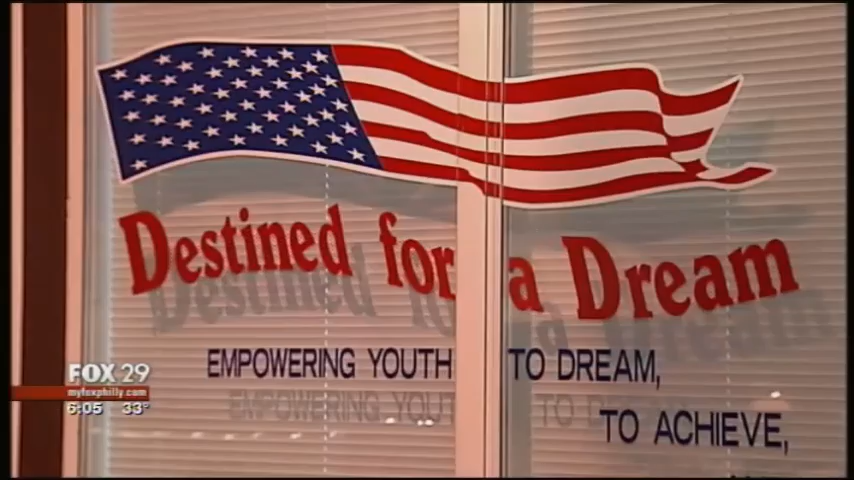 Destined for a Dream
EMPOWERING YOUTH TO DREAM,
TO ACHIEVE,
FOX 29
myfoxphilly.com
6:05 33°